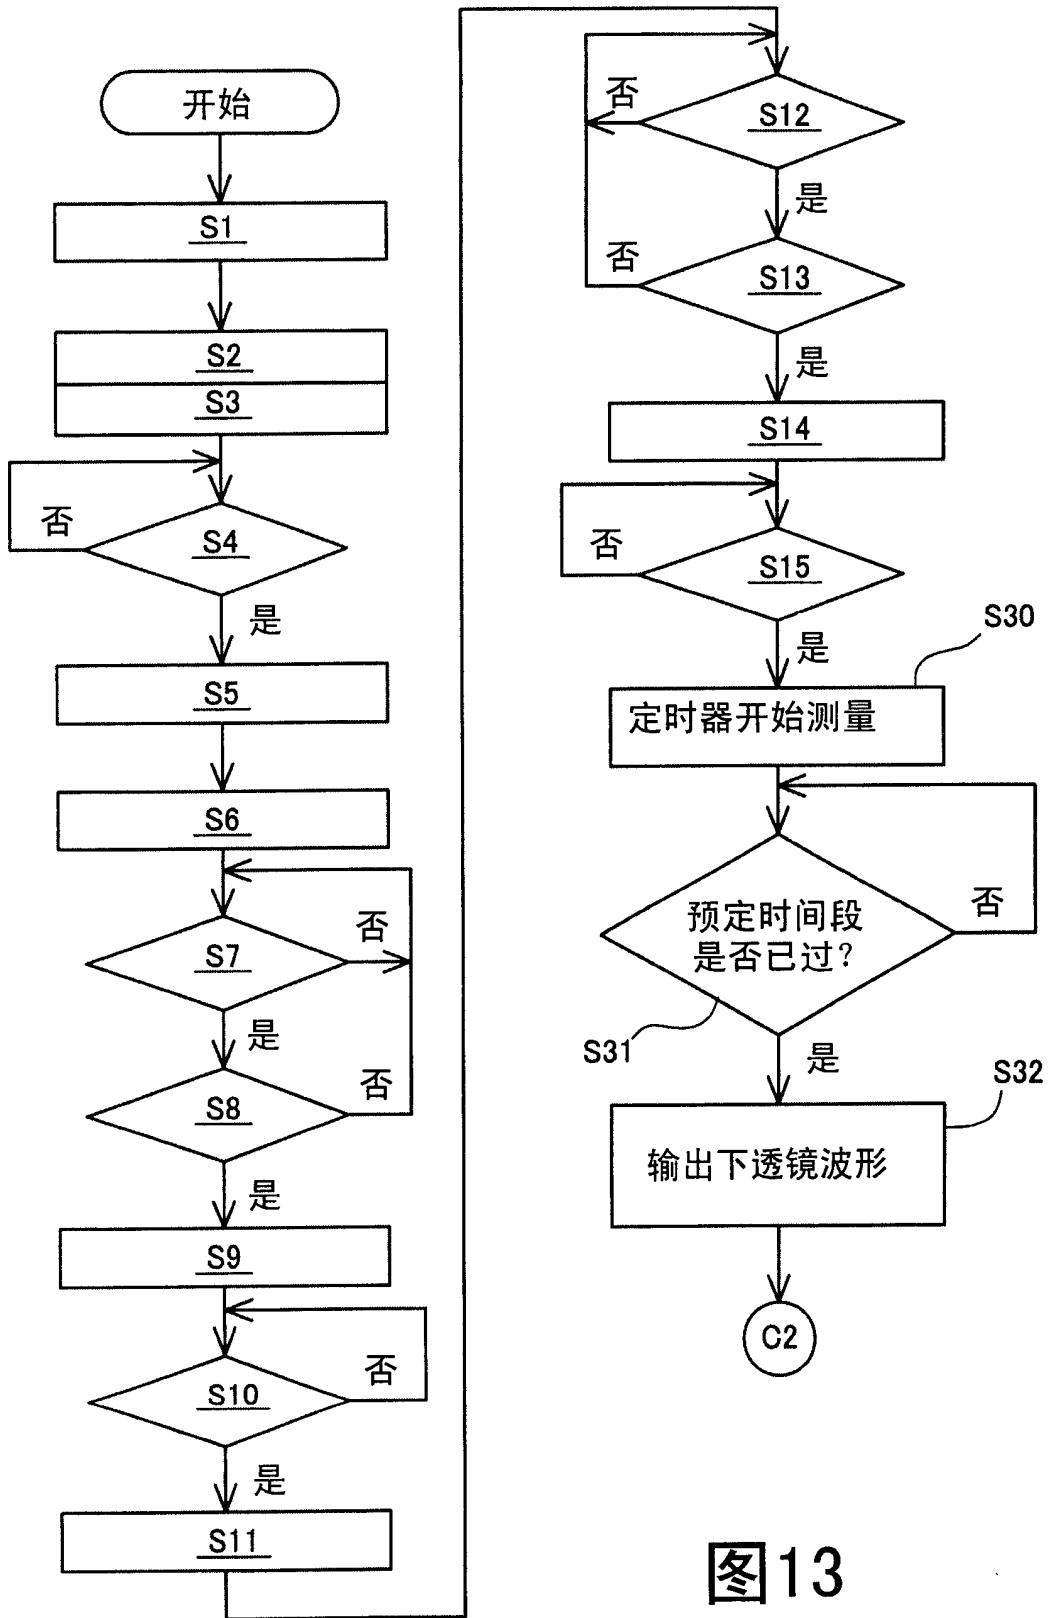 开始
S1
S2
S3
否
S4
是
S5
S6
否
S7
是
否
S8
是
S9
否
S10
是
S11
否
S12
是
否
S13
是
S14
否
S15
是
S30
定时器开始测量
否
预定时间段
是否已过?
S31
是
S32
输出下透镜波形
C2
图13